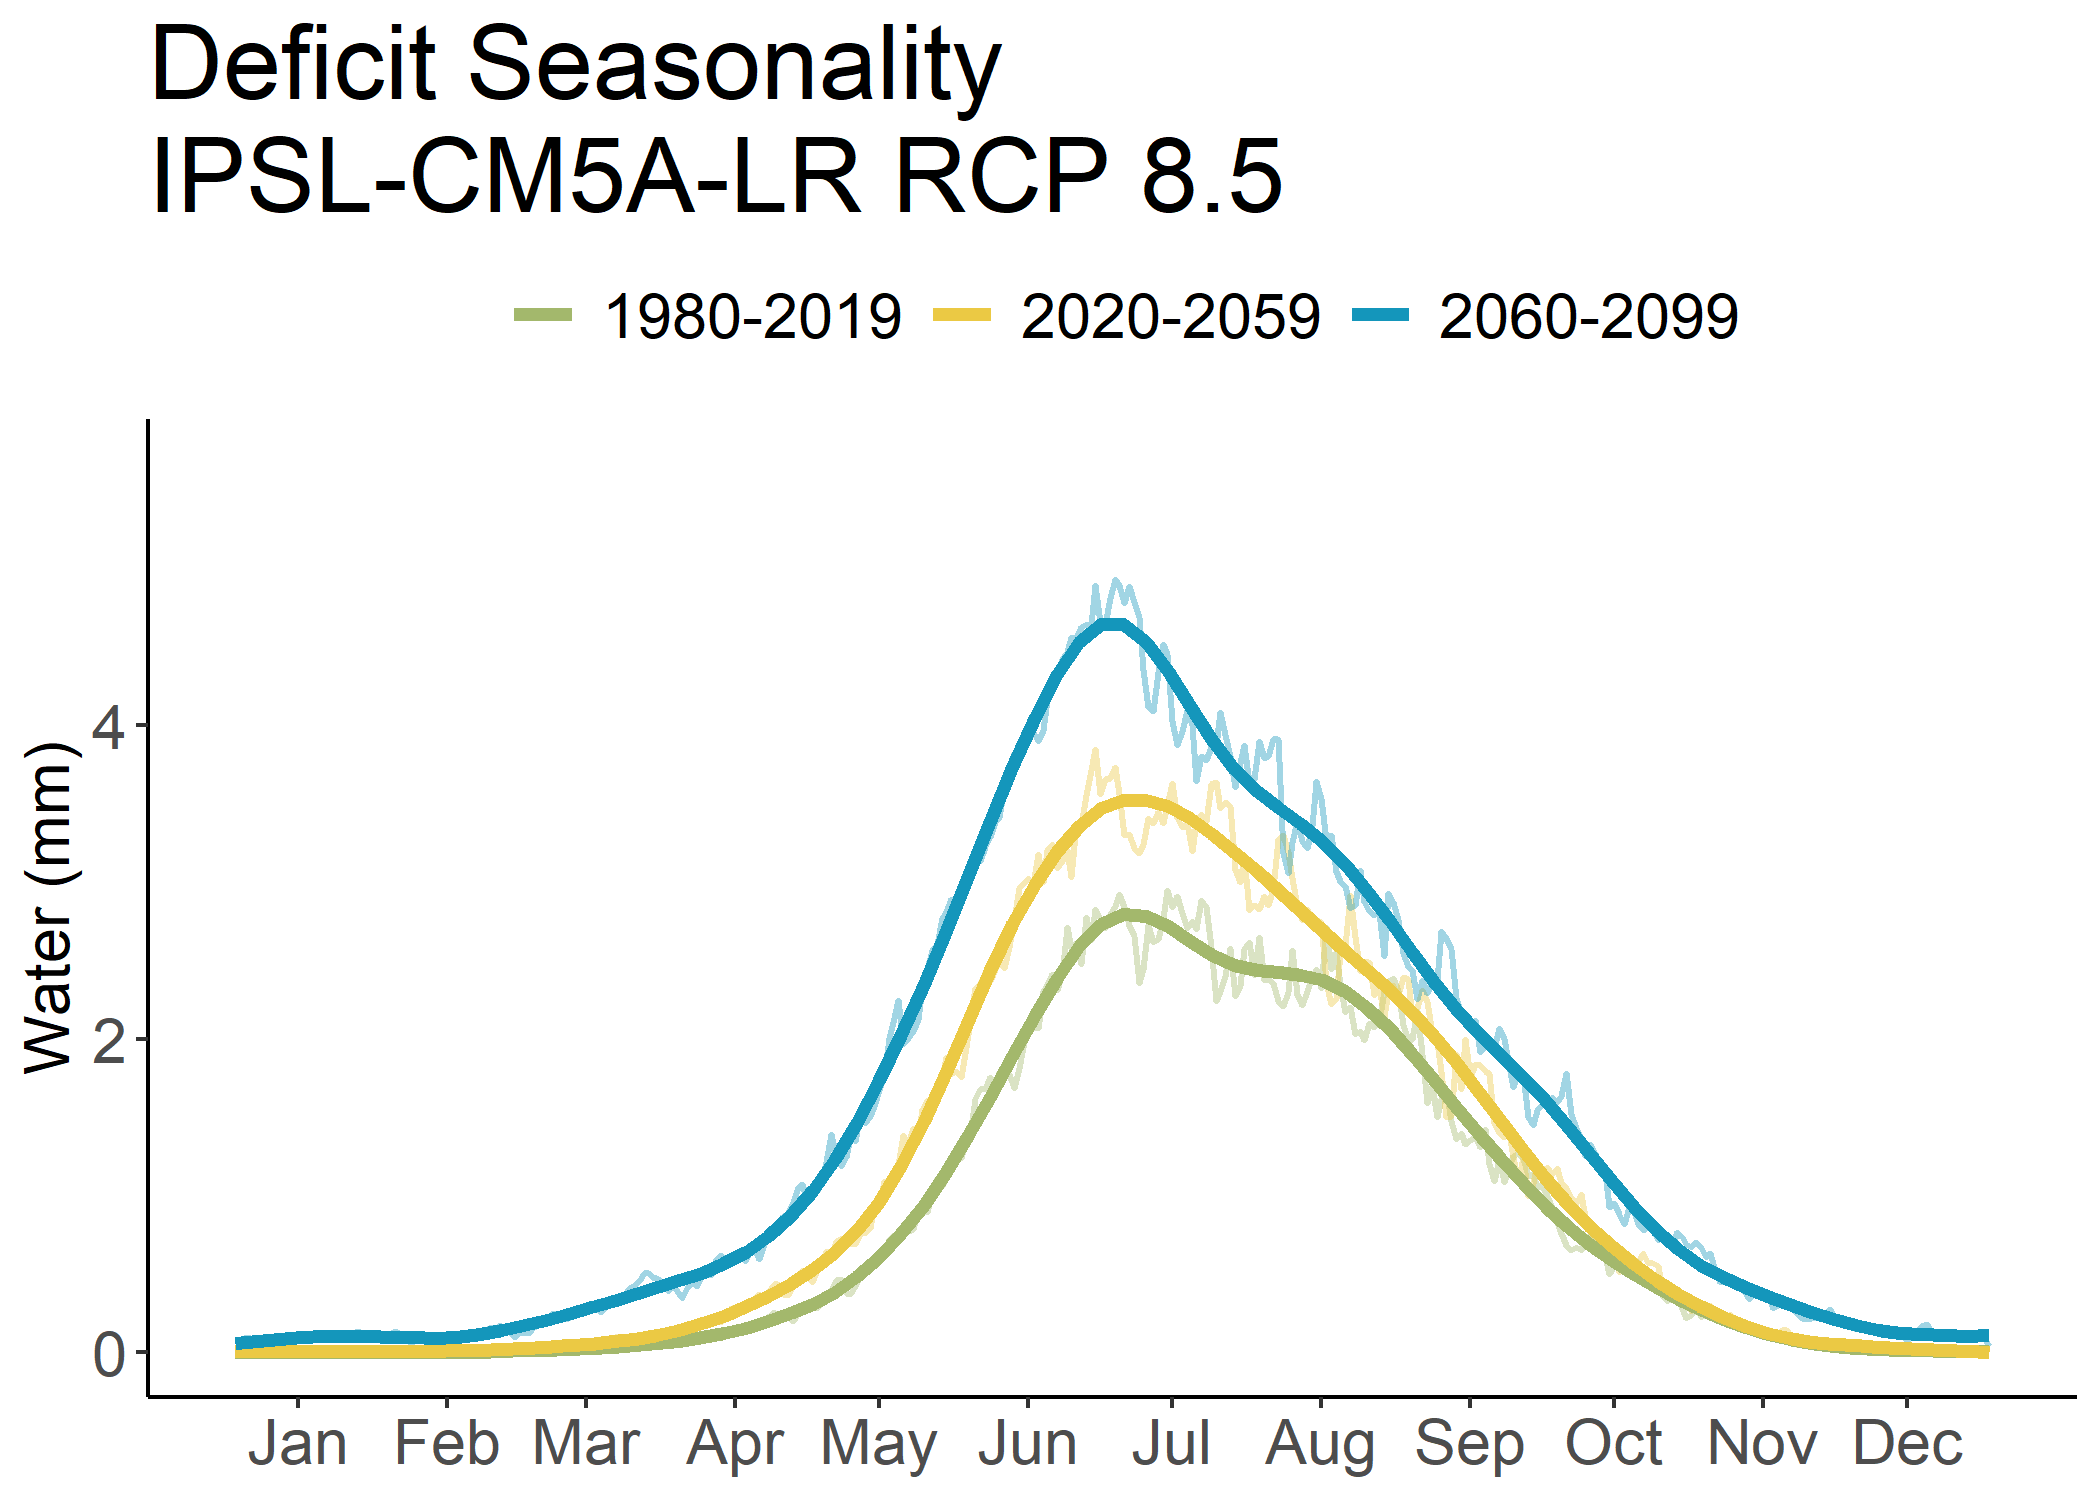 Deficit Seasonality
IPSL-CM5A-LR RCP 8.5
1980-2019 2020-2059 2060-2099
Water (mm)
4
2
0
Jan Feb Mar Apr May Jun Jul Aug Sep Oct Nov Dec